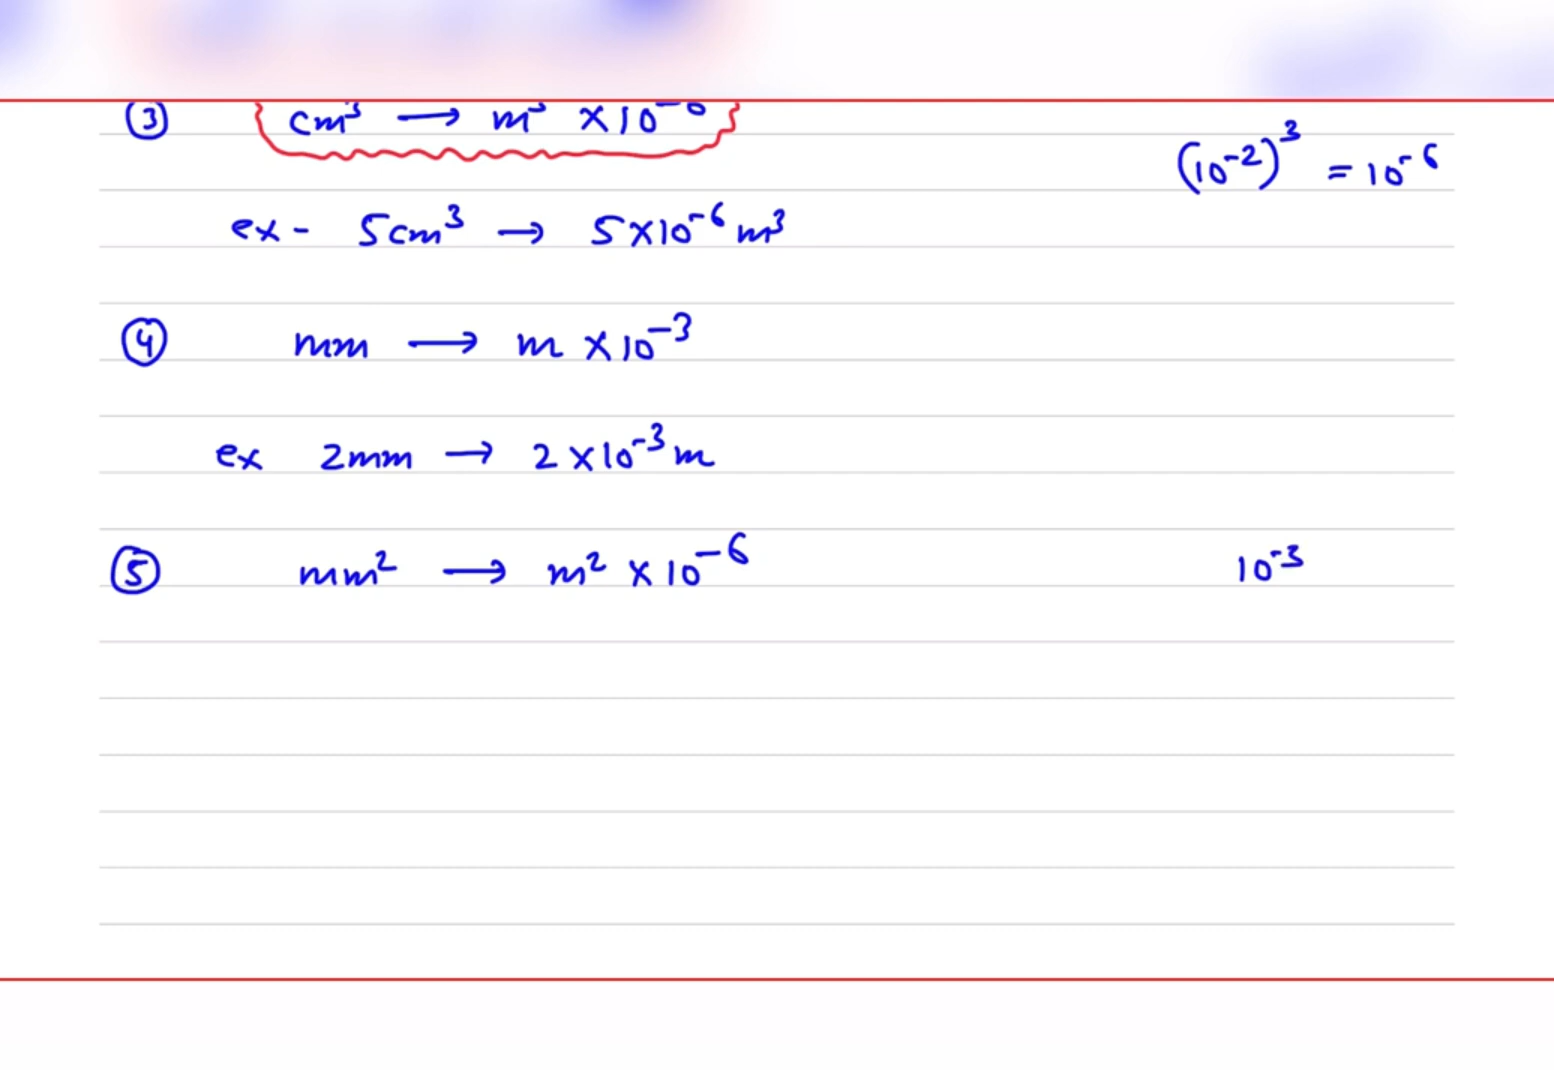 ③ cm³ → m³ ×10⁻⁶
(10⁻²)³ = 10⁻⁶
ex - 5cm³ → 5×10⁻⁶ m³
④ mm → m ×10⁻³
ex 2mm → 2×10⁻³ m
⑤ mm² → m² ×10⁻⁶ 10⁻³